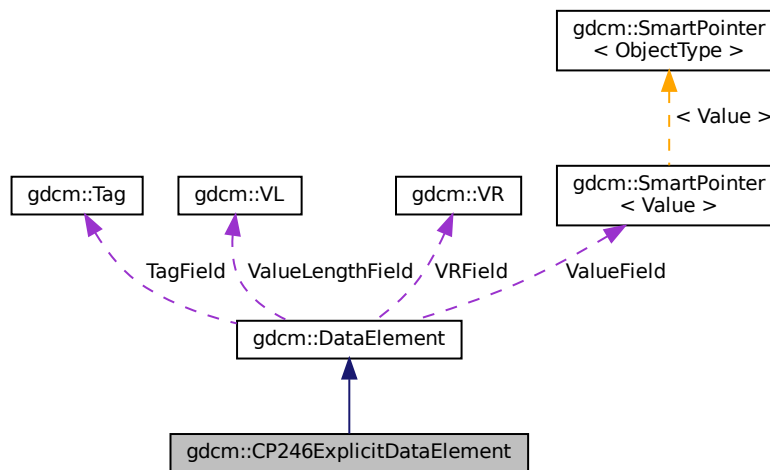 gdcm::SmartPointer
< ObjectType >
< Value >
gdcm::Tag
gdcm::VL
gdcm::VR
gdcm::SmartPointer
< Value >
TagField
ValueLengthField
VRField
ValueField
gdcm::DataElement
gdcm::CP246ExplicitDataElement